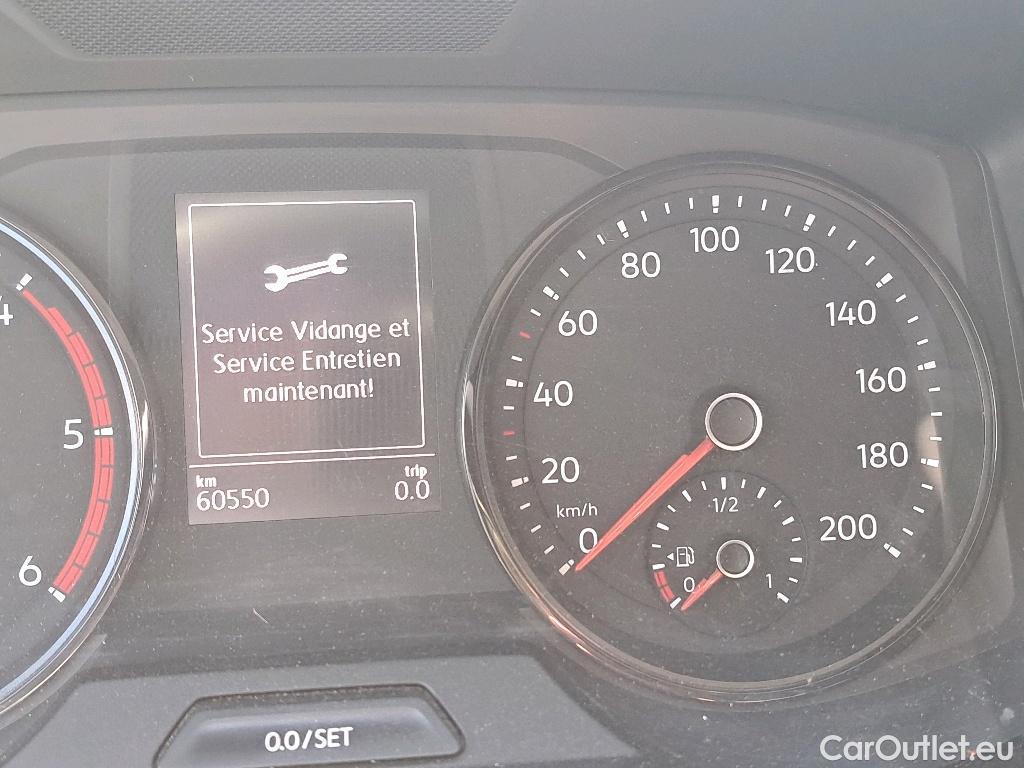 Service Vidange et
Service Entretien
maintenant!
km
60550
trip
0.0
4
5
6
0
20
40
60
80
100
120
140
160
180
200
km/h
0
1/2
1
0.0/SET
CarOutlet.eu